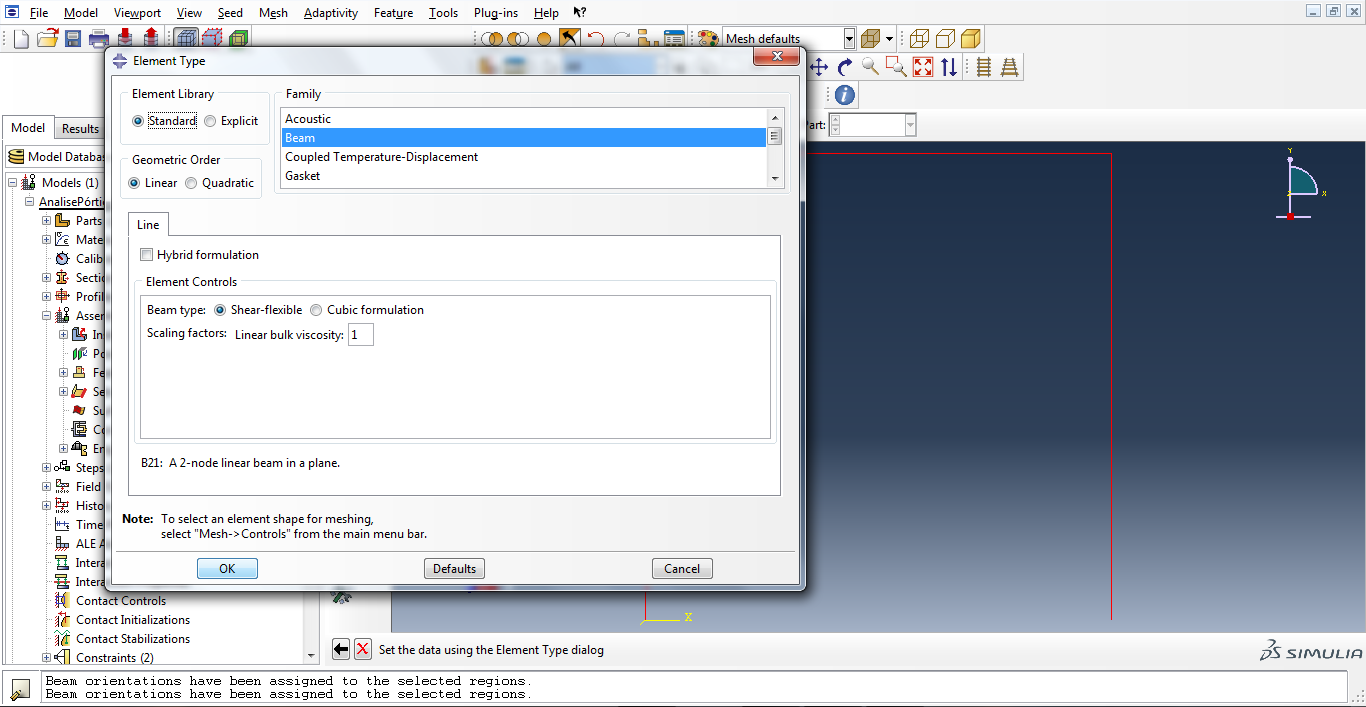 File Model Viewport View Seed Mesh Adaptivity Feature Tools Plug-ins Help
Mesh defaults
Element Type
Element Library
Standard Explicit
Geometric Order
Linear Quadratic
Family
Acoustic
Beam
Coupled Temperature-Displacement
Gasket
Line
Hybrid formulation
Element Controls
Beam type: Shear-flexible Cubic formulation
Scaling factors: Linear bulk viscosity: 1
B21: A 2-node linear beam in a plane.
Note: To select an element shape for meshing,
select "Mesh->Controls" from the main menu bar.
OK Defaults Cancel
Model Results
Model Databas
Models (1)
AnalisePórti
Parts
Mate
Calib
Sectio
Profil
Asser
In
Po
Fe
Se
Su
Co
En
Steps
Field
Histo
Time
ALE A
Intera
Intera
Contact Controls
Contact Initializations
Contact Stabilizations
Constraints (2)
Part:
Y
X
X
Set the data using the Element Type dialog
SIMULIA
Beam orientations have been assigned to the selected regions.
Beam orientations have been assigned to the selected regions.